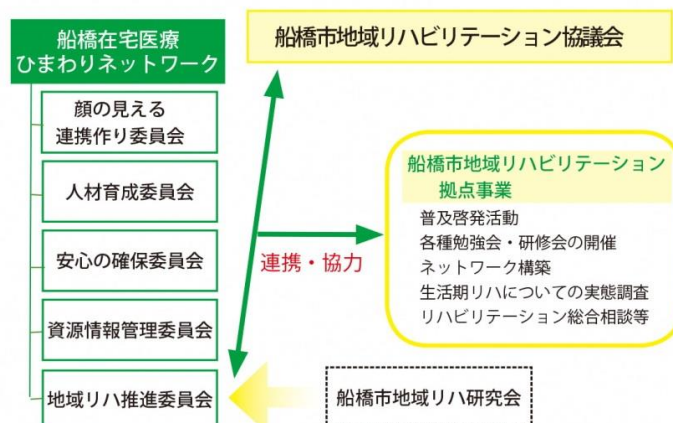 船橋在宅医療
ひまわりネットワーク
顔の見える
連携作り委員会
人材育成委員会
安心の確保委員会
資源情報管理委員会
地域リハ推進委員会
船橋市地域リハビリテーション協議会
連携・協力
船橋市地域リハビリテーション
拠点事業
普及啓発活動
各種勉強会・研修会の開催
ネットワーク構築
生活期リハについての実態調査
リハビリテーション総合相談等
船橋市地域リハ研究会